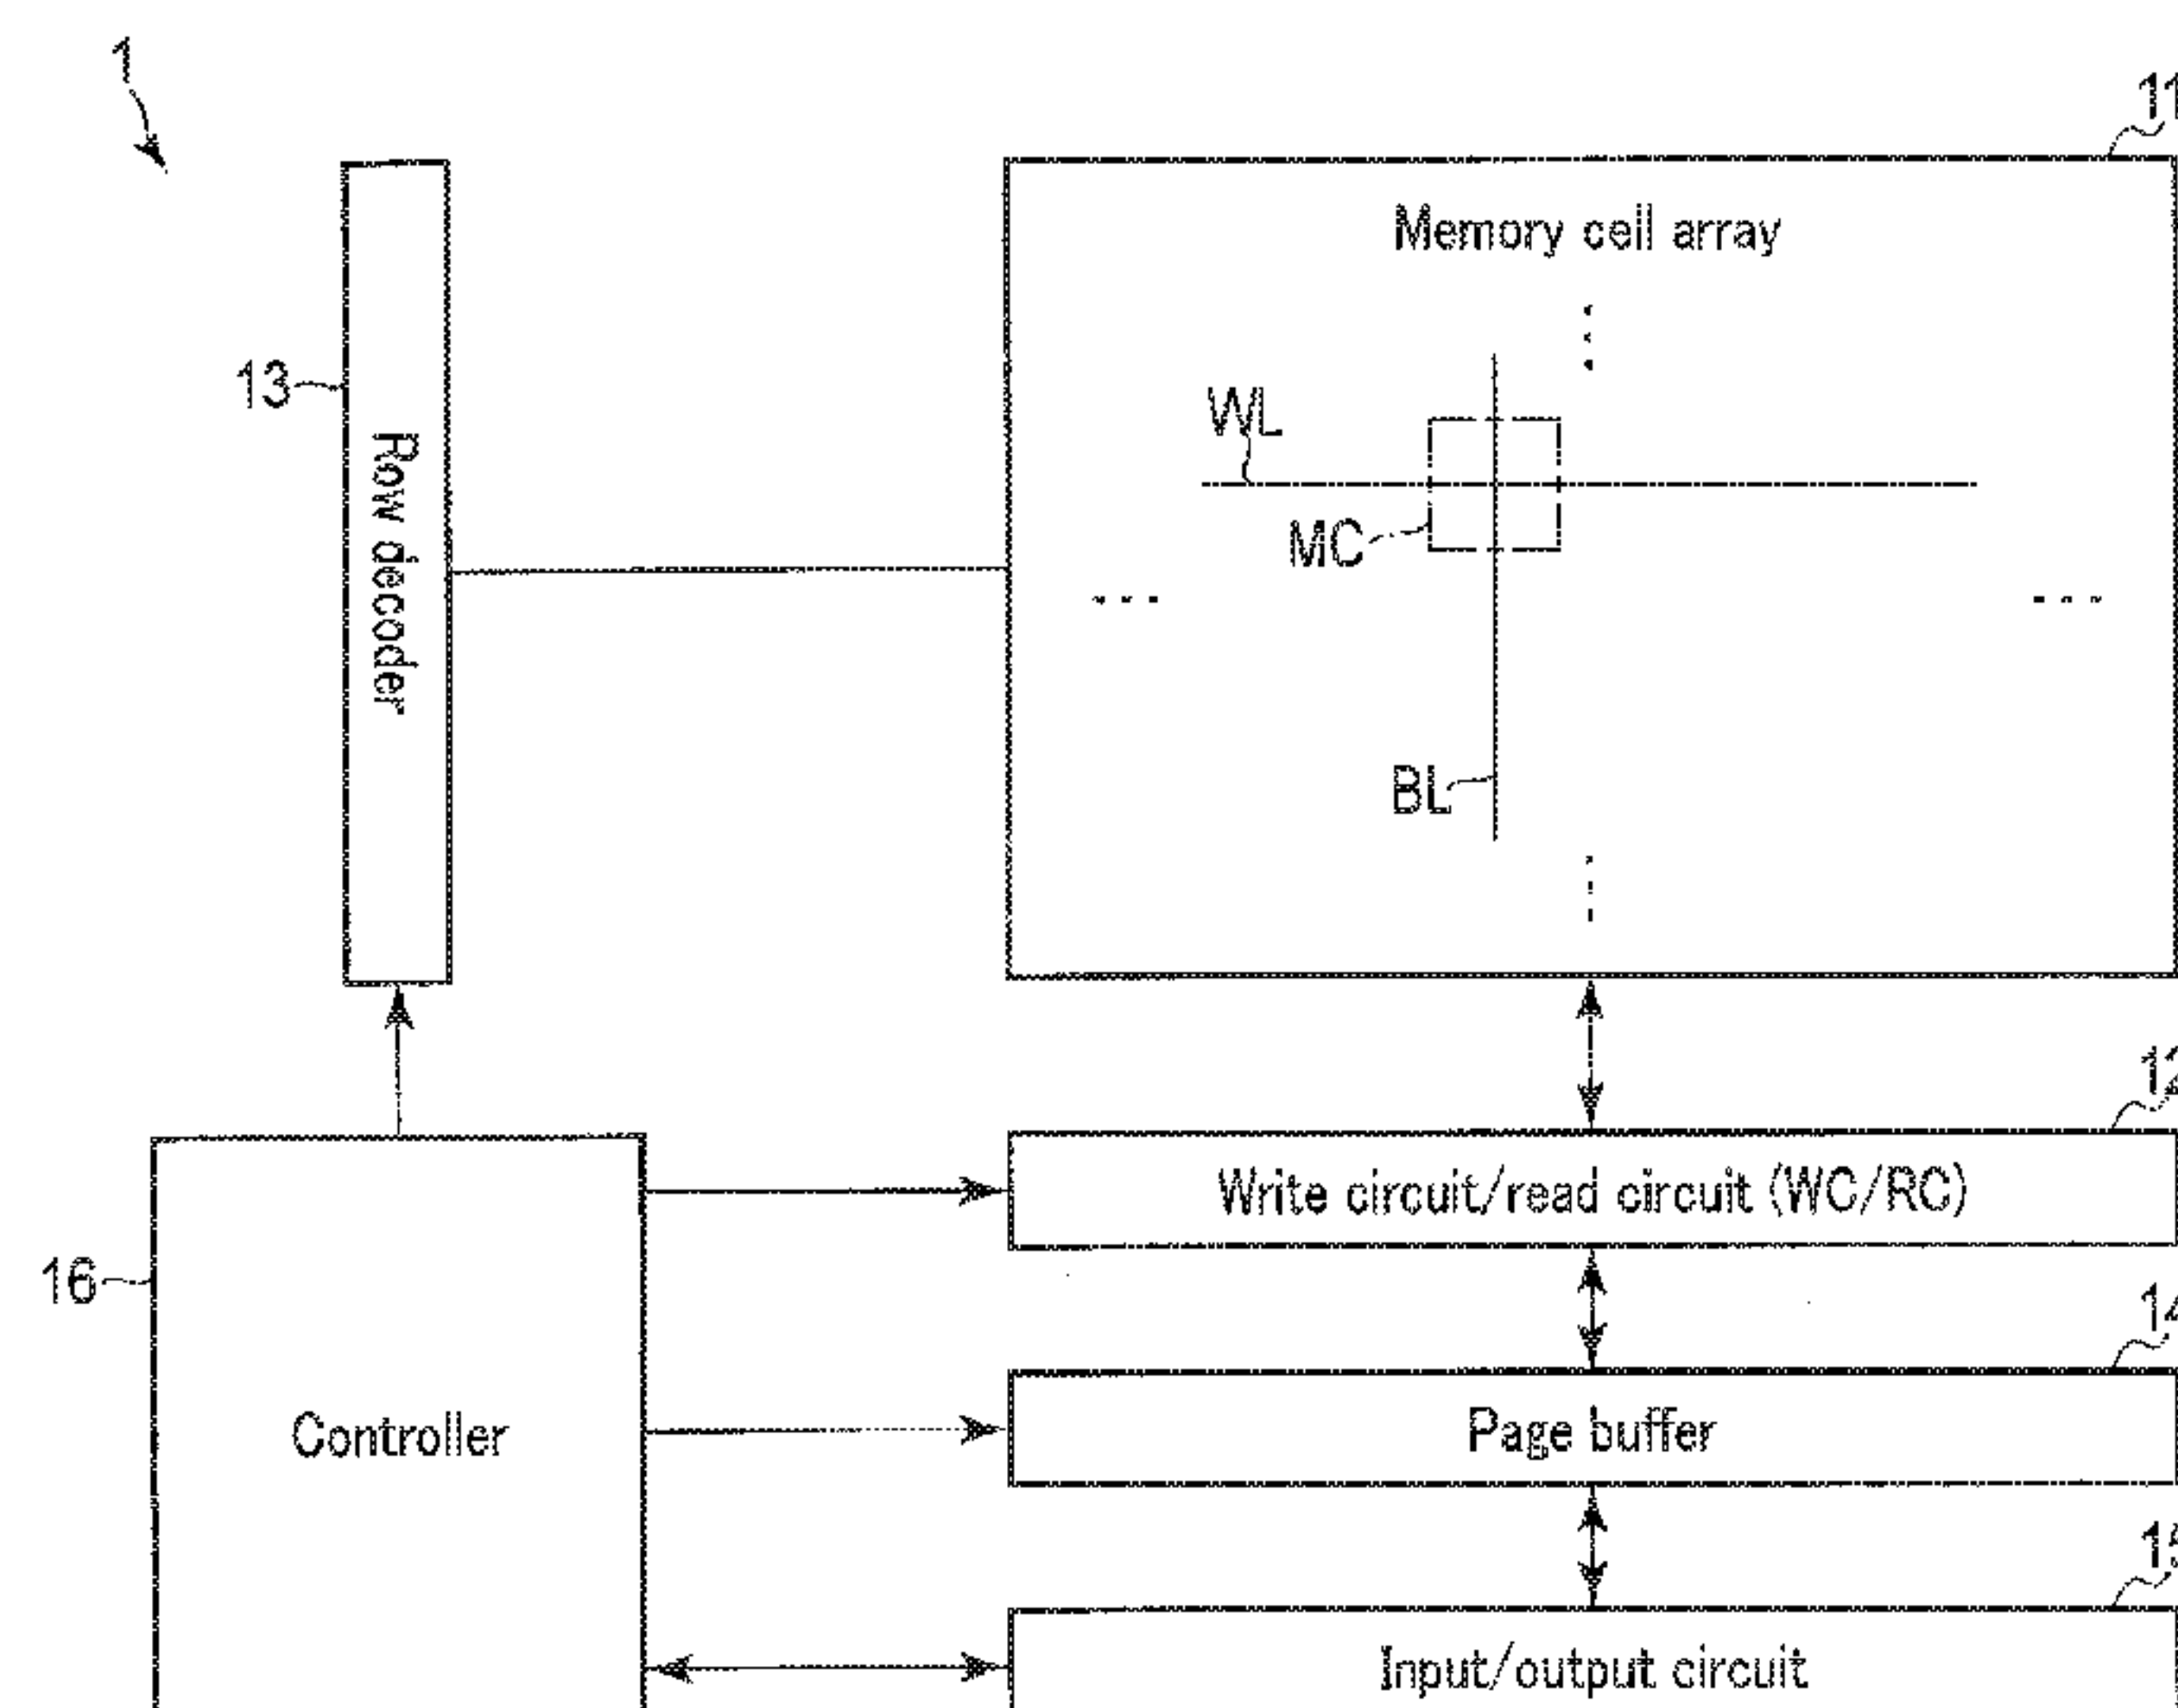 1
11
Memory cell array
13
WL
MC
Row decoder
BL
12
Write circuit/read circuit (WC/RC)
16
14
Controller
Page buffer
15
Input/output circuit